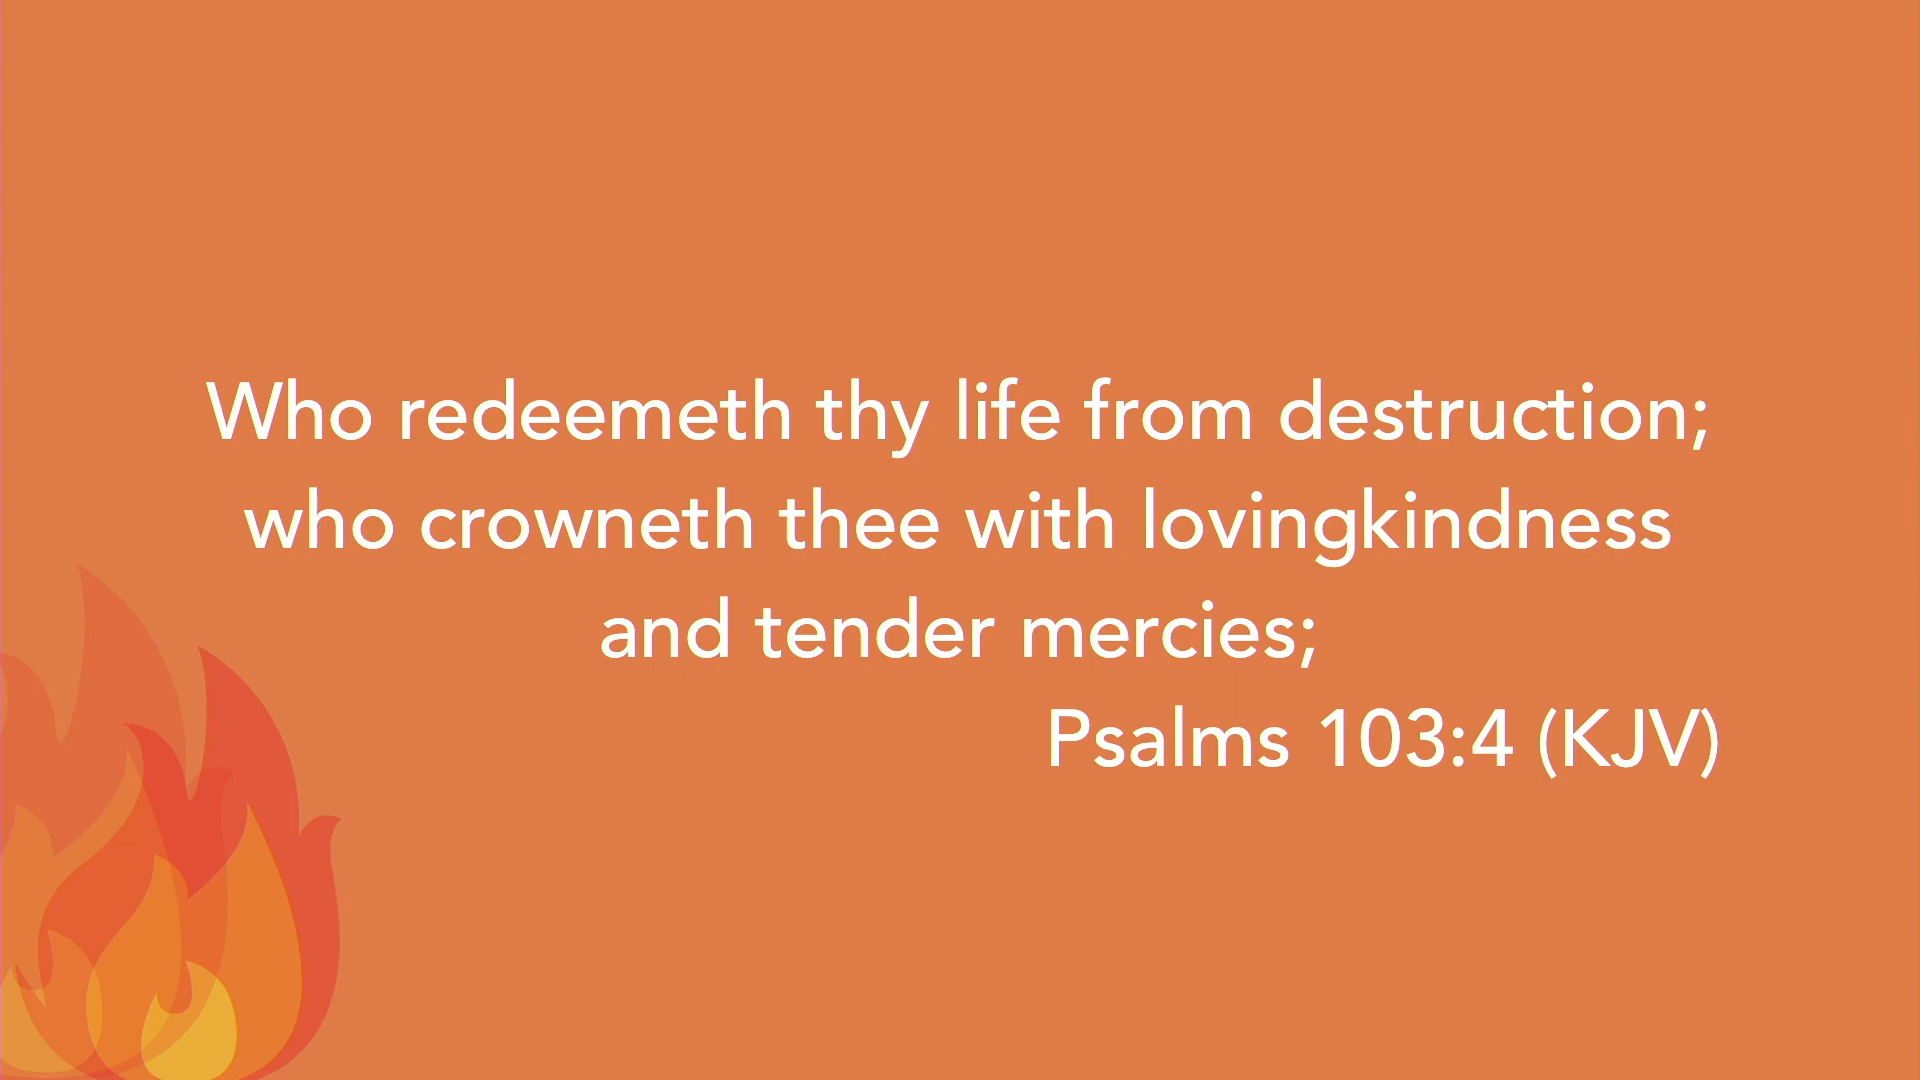 Who redeemeth thy life from destruction;
who crowneth thee with lovingkindness
and tender mercies;
Psalms 103:4 (KJV)